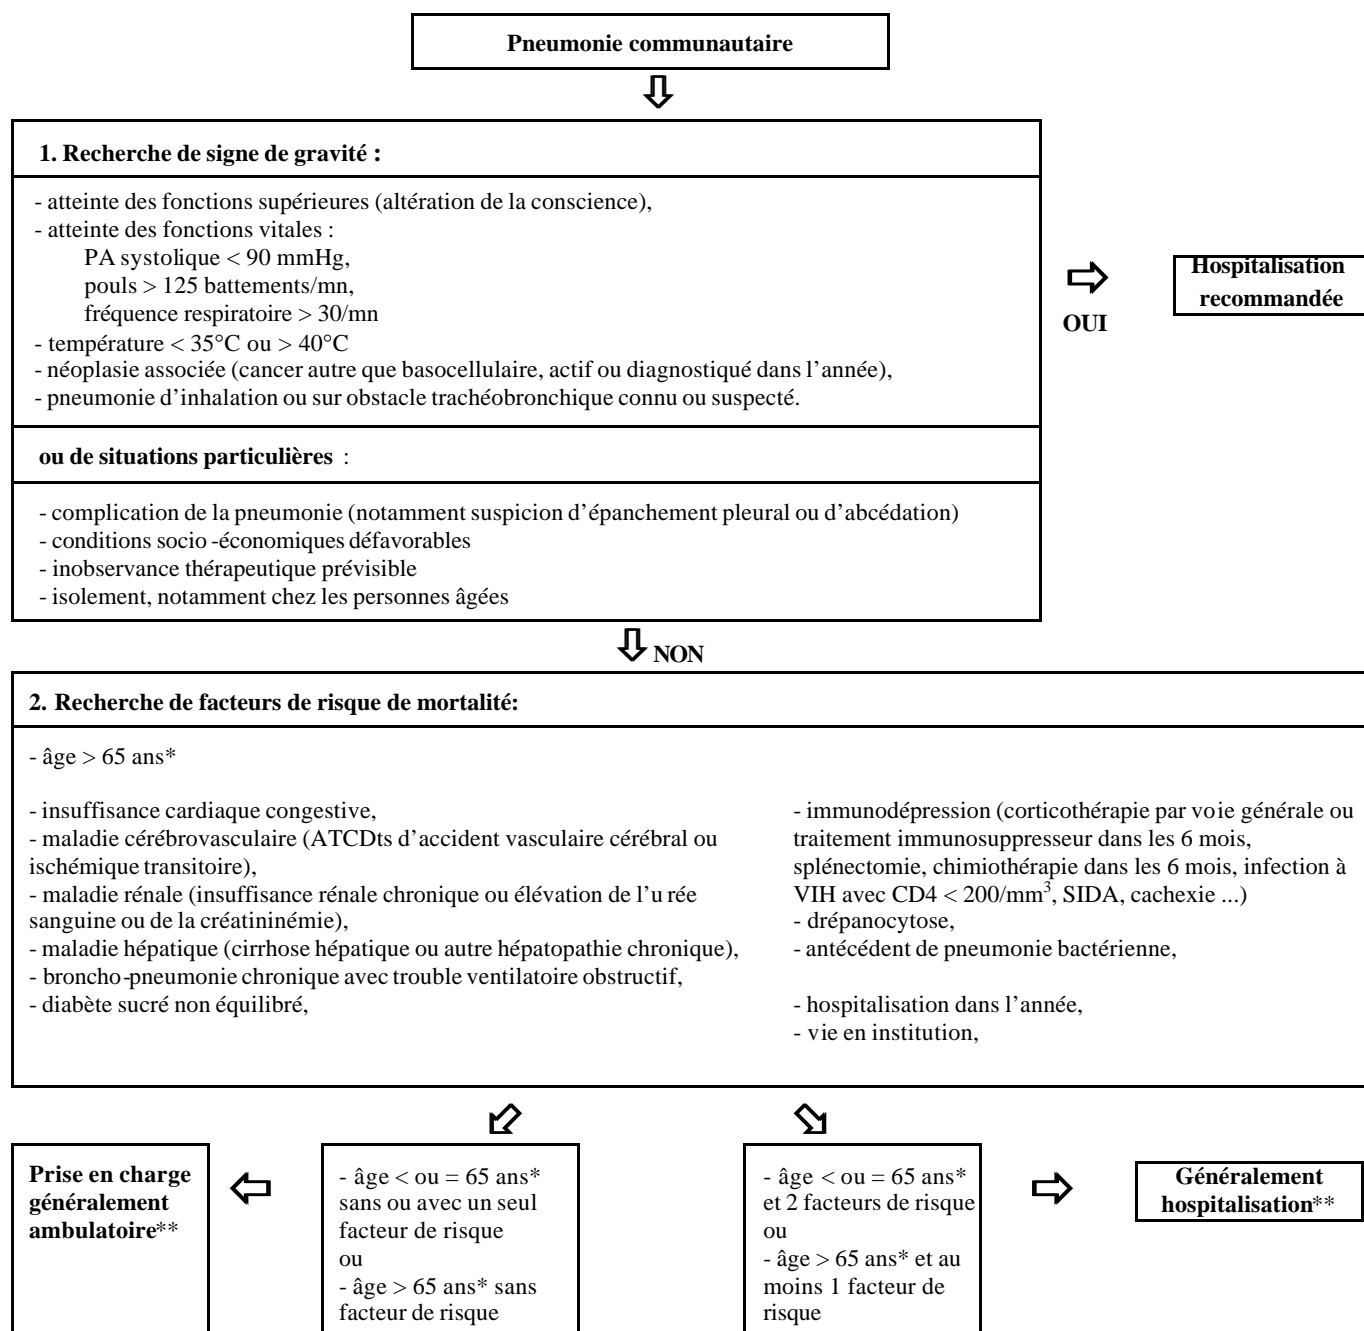 Pneumonie communautaire
1. Recherche de signe de gravité :
- atteinte des fonctions supérieures (altération de la conscience),
- atteinte des fonctions vitales :
PA systolique < 90 mmHg,
pouls > 125 battements/mn,
fréquence respiratoire > 30/mn
- température < 35°C ou > 40°C
- néoplasie associée (cancer autre que basocellulaire, actif ou diagnostiqué dans l’année),
- pneumonie d’inhalation ou sur obstacle trachéobronchique connu ou suspecté.
OUI
Hospitalisation
recommandée
ou de situations particulières :
- complication de la pneumonie (notamment suspicion d’épanchement pleural ou d’abcédation)
- conditions socio-économiques défavorables
- inobservance thérapeutique prévisible
- isolement, notamment chez les personnes âgées
NON
2. Recherche de facteurs de risque de mortalité:
- âge > 65 ans*
- insuffisance cardiaque congestive,
- maladie cérébrovasculaire (ATCDts d’accident vasculaire cérébral ou
ischémique transitoire),
- maladie rénale (insuffisance rénale chronique ou élévation de l’u rée
sanguine ou de la créatininémie),
- maladie hépatique (cirrhose hépatique ou autre hépatopathie chronique),
- broncho-pneumonie chronique avec trouble ventilatoire obstructif,
- diabète sucré non équilibré,
- immunodépression (corticothérapie par voie générale ou
traitement immunosuppresseur dans les 6 mois,
splénectomie, chimiothérapie dans les 6 mois, infection à
VIH avec CD4 < 200/mm³, SIDA, cachexie ...)
- drépanocytose,
- antécédent de pneumonie bactérienne,
- hospitalisation dans l’année,
- vie en institution,
Prise en charge
généralement
ambulatoire**
- âge < ou = 65 ans*
sans ou avec un seul
facteur de risque
ou
- âge > 65 ans* sans
facteur de risque
- âge < ou = 65 ans*
et 2 facteurs de risque
ou
- âge > 65 ans* et au
moins 1 facteur de
risque
Généralement
hospitalisation**